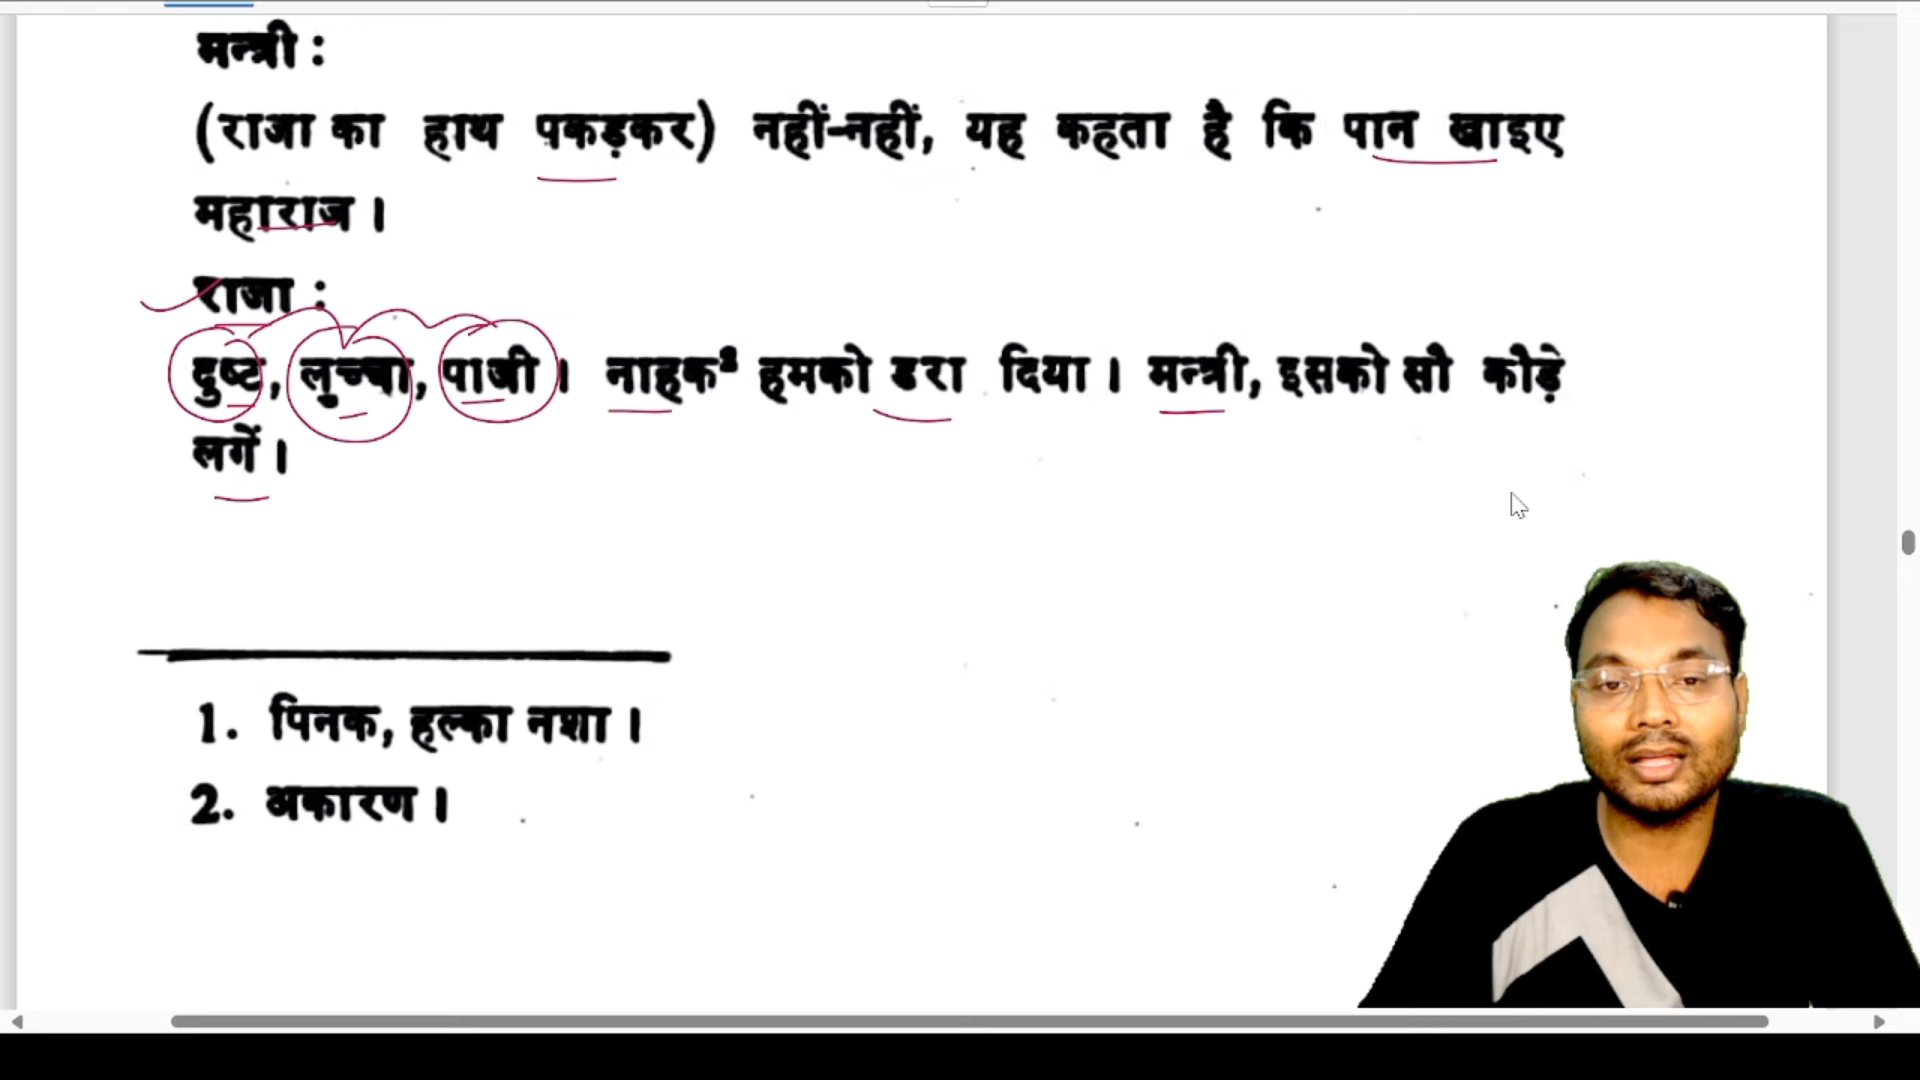 मन्त्री :
(राजा का हाथ पकड़कर) नहीं-नहीं, यह कहता है कि पान खाइए
महाराज ।
राजा :
दुष्ट, लुच्चा, पाजी । नाहक² हमको डरा दिया । मन्त्री, इसको सौ कोड़े
लगें ।
1. पिनक, हल्का नशा ।
2. अकारण ।